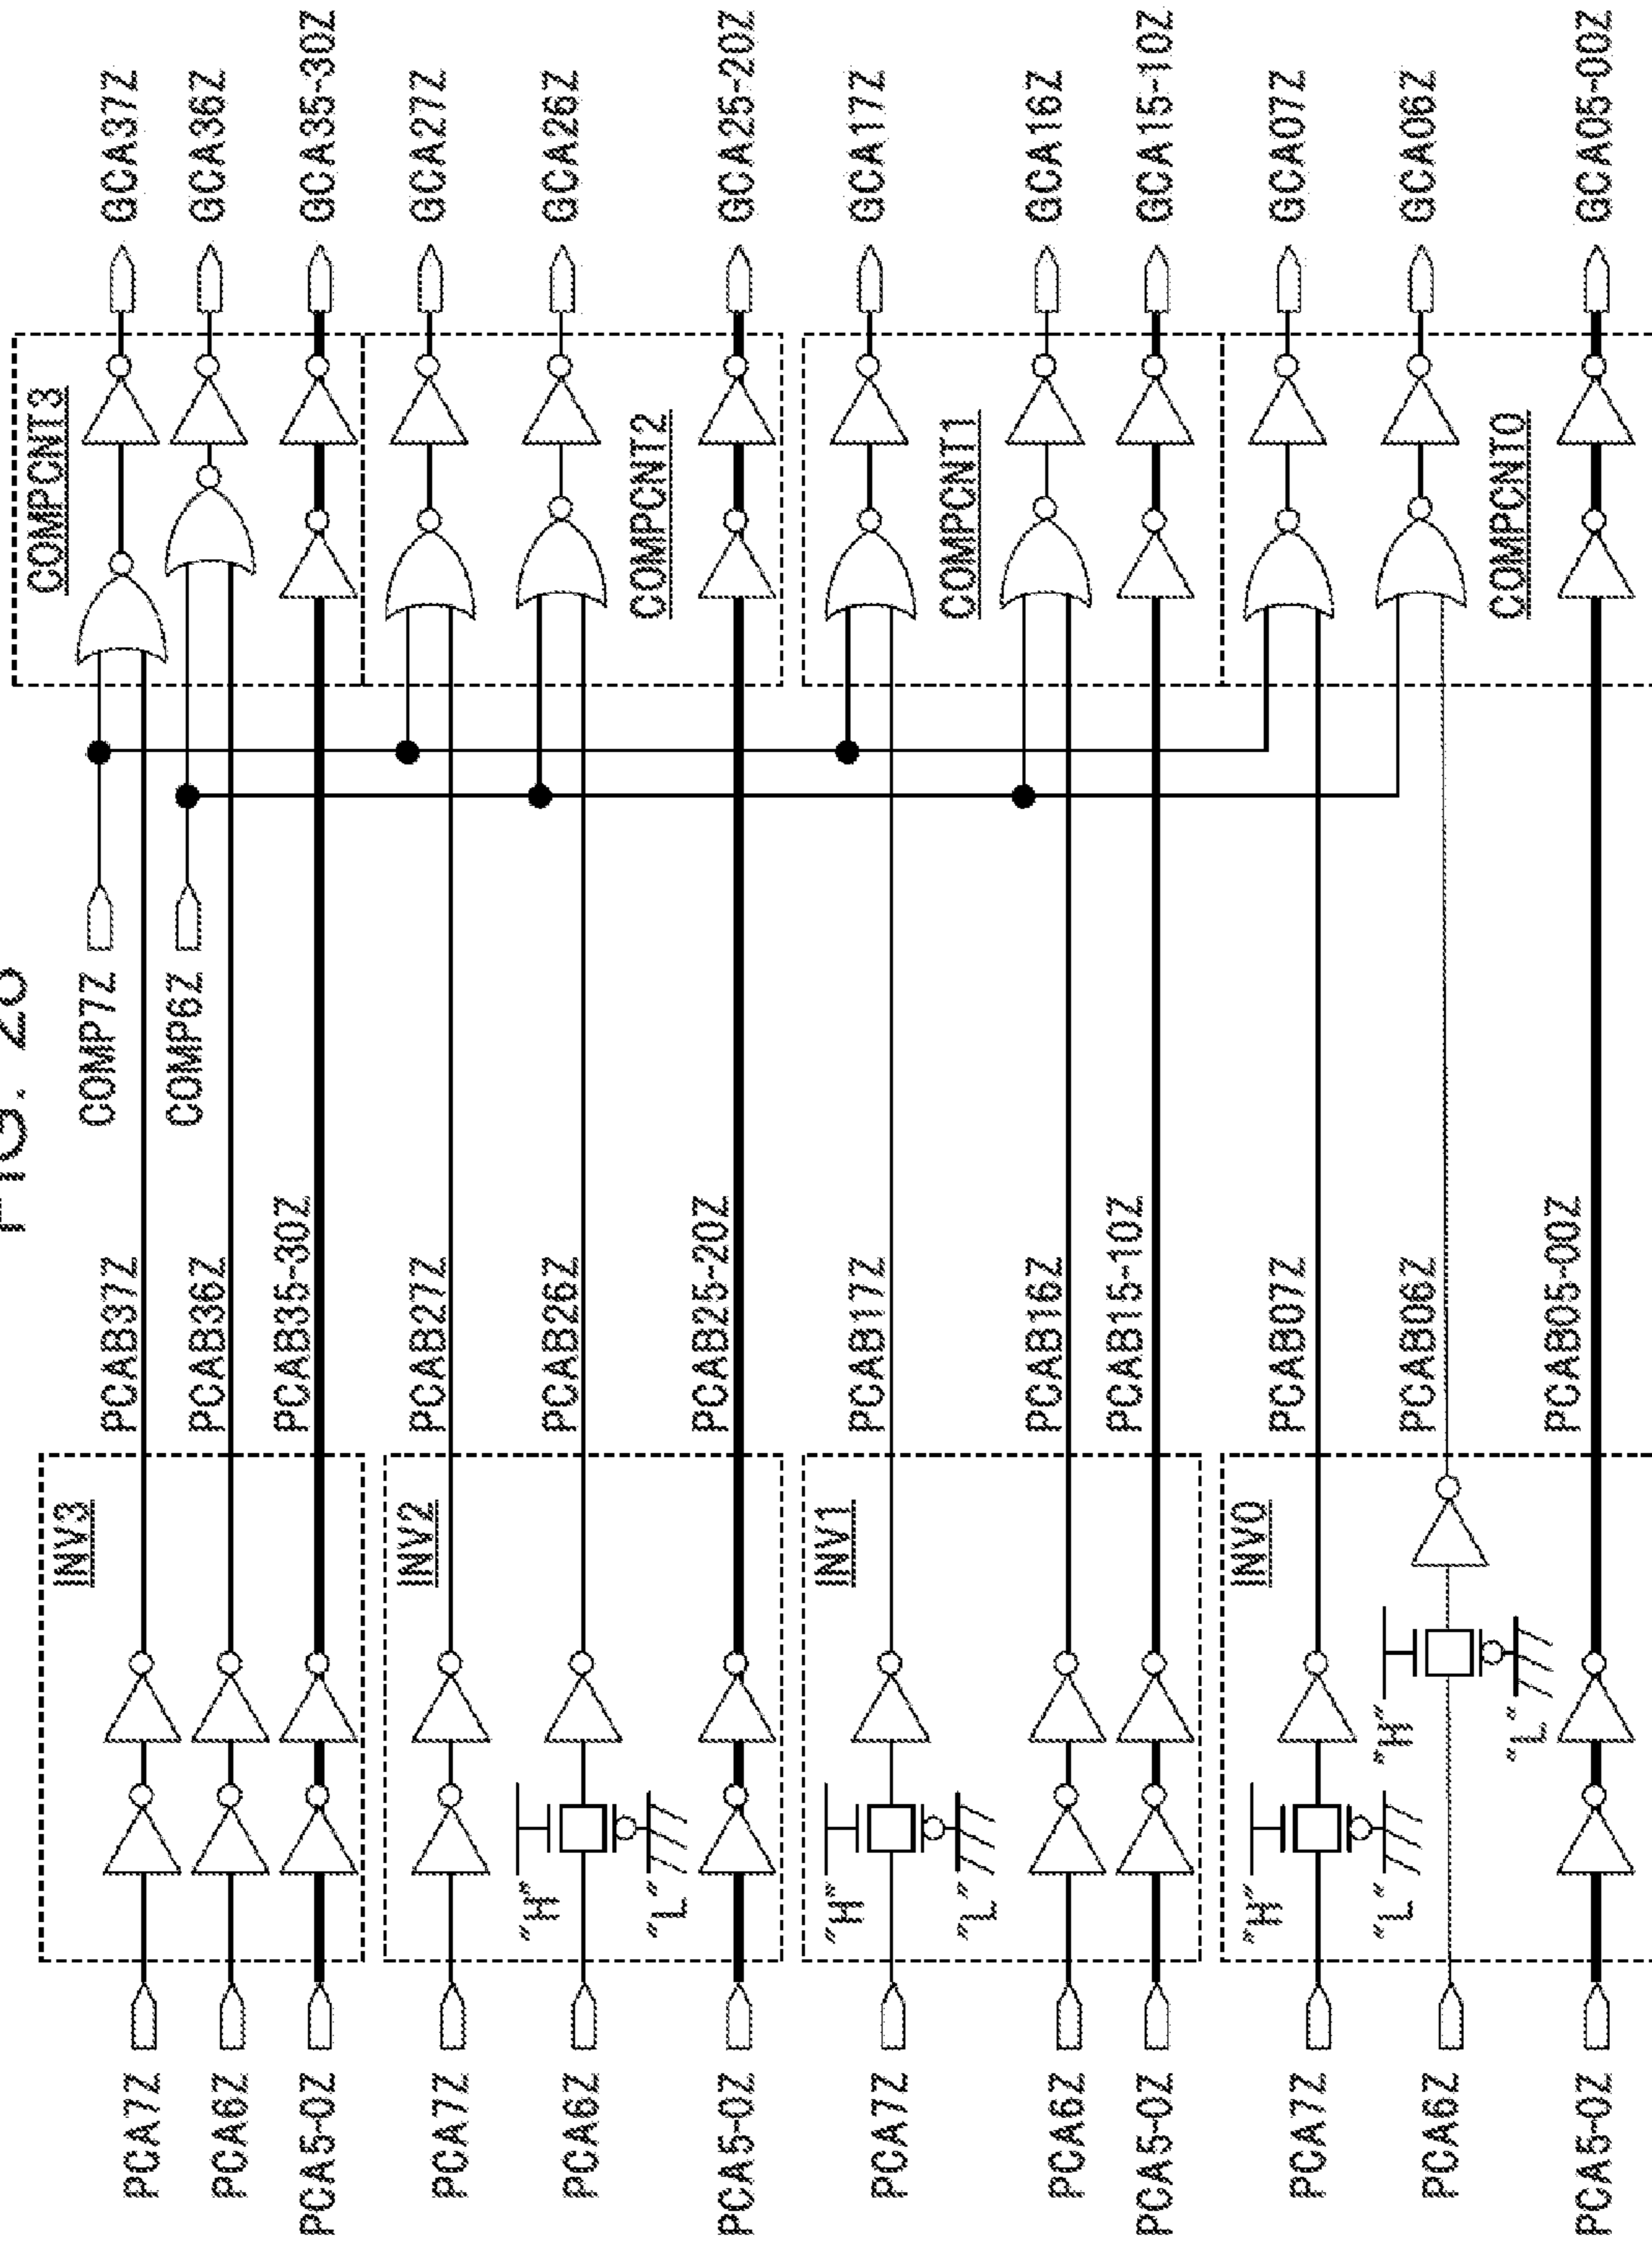 FIG. 28
PCA7Z
PCA6Z
PCA5-0Z
INV3
PCAB37Z
PCAB36Z
PCAB35-30Z
COMP7Z
COMP6Z
COMPCNT3
GCA37Z
GCA36Z
GCA35-30Z
PCA7Z
PCA6Z
PCA5-0Z
INV2
"H"
"L"
PCAB27Z
PCAB26Z
PCAB25-20Z
COMPCNT2
GCA27Z
GCA26Z
GCA25-20Z
PCA7Z
PCA6Z
PCA5-0Z
INV1
"H"
"L"
PCAB17Z
PCAB16Z
PCAB15-10Z
COMPCNT1
GCA17Z
GCA16Z
GCA15-10Z
PCA7Z
PCA6Z
PCA5-0Z
INV0
"H"
"L"
"H"
"L"
PCAB07Z
PCAB06Z
PCAB05-00Z
COMPCNT0
GCA07Z
GCA06Z
GCA05-00Z